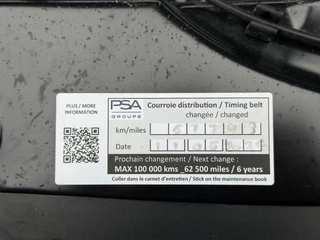 PLUS / MORE
INFORMATION
PSA
GROUPE
Courroie distribution / Timing belt
changée / changed
km/miles
Date
Prochain changement / Next change :
MAX 100 000 kms _62 500 miles / 6 years
Coller dans le carnet d'entretien / Stick on the maintenance book